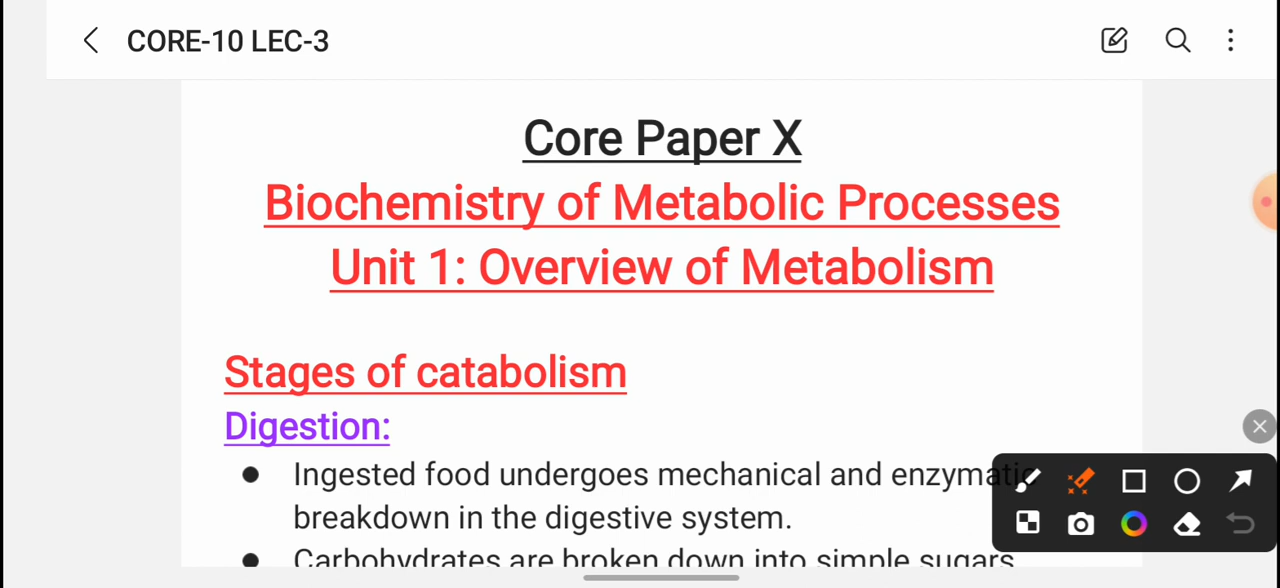 CORE-10 LEC-3
Core Paper X
Biochemistry of Metabolic Processes
Unit 1: Overview of Metabolism
Stages of catabolism
Digestion:
● Ingested food undergoes mechanical and enzymatic
breakdown in the digestive system.
● Carbohydrates are broken down into simple sugars